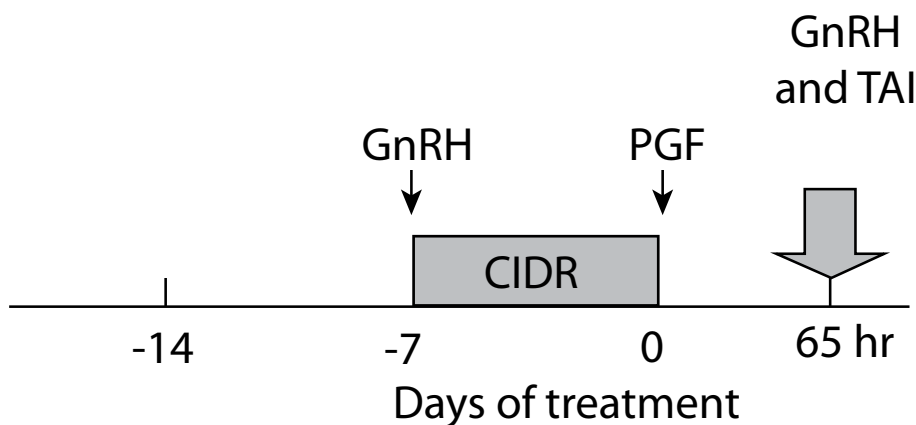 GnRH
and TAI
GnRH
PGF
CIDR
-14
-7
0
65 hr
Days of treatment